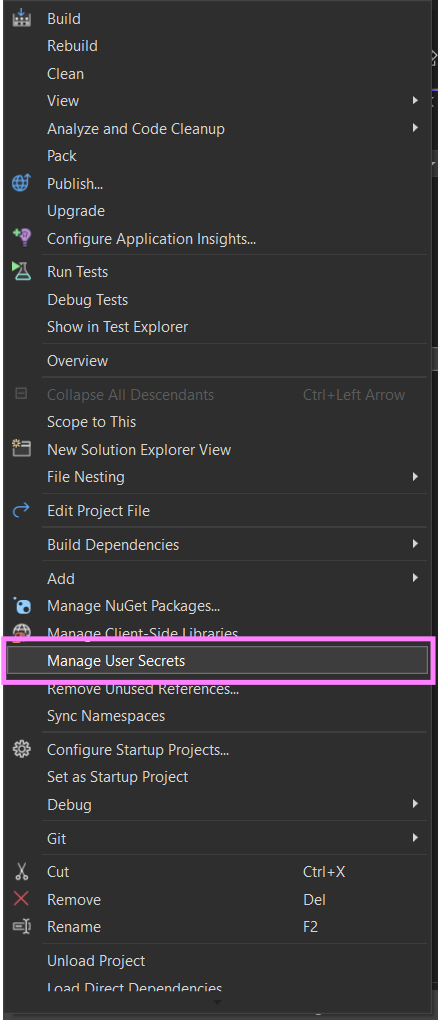 Build
Rebuild
Clean
View
Analyze and Code Cleanup
Pack
Publish...
Upgrade
Configure Application Insights...
Run Tests
Debug Tests
Show in Test Explorer
Overview
Collapse All Descendants Ctrl+Left Arrow
Scope to This
New Solution Explorer View
File Nesting
Edit Project File
Build Dependencies
Add
Manage NuGet Packages...
Manage Client-Side Libraries
Manage User Secrets
Remove Unused References...
Sync Namespaces
Configure Startup Projects...
Set as Startup Project
Debug
Git
Cut Ctrl+X
Remove Del
Rename F2
Unload Project
Load Direct Dependencies